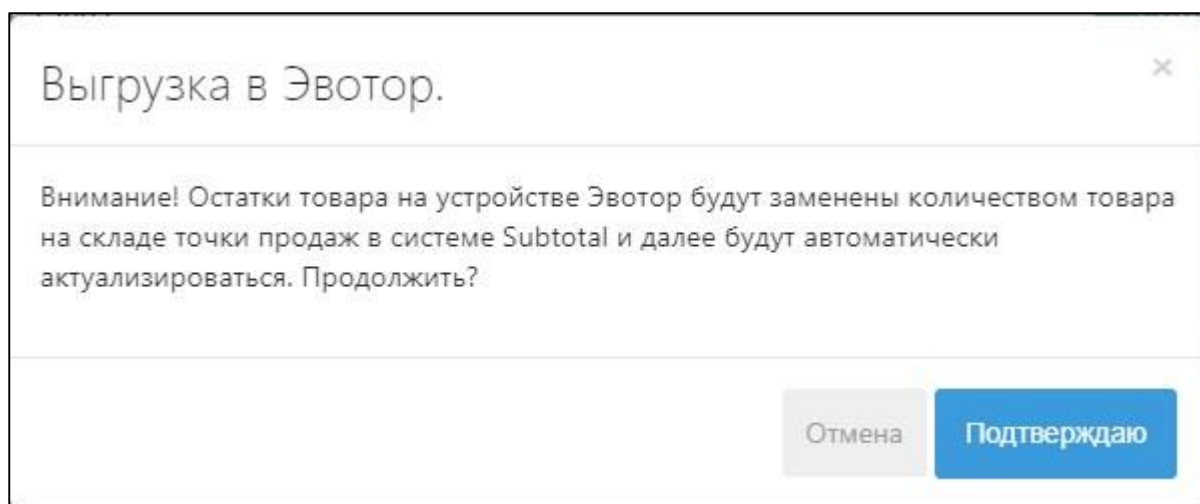 Выгрузка в Эвотор.
×
Внимание! Остатки товара на устройстве Эвотор будут заменены количеством товара
на складе точки продаж в системе Subtotal и далее будут автоматически
актуализироваться. Продолжить?
Отмена
Подтверждаю